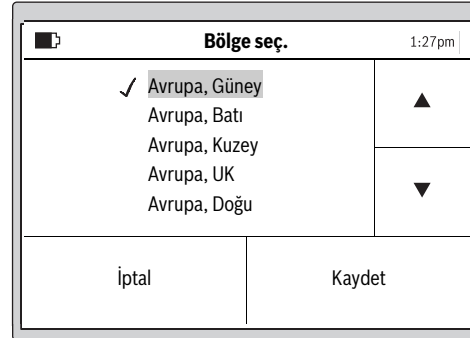 Bölge seç.
1:27pm
Avrupa, Güney
Avrupa, Batı
Avrupa, Kuzey
Avrupa, UK
Avrupa, Doğu
İptal
Kaydet